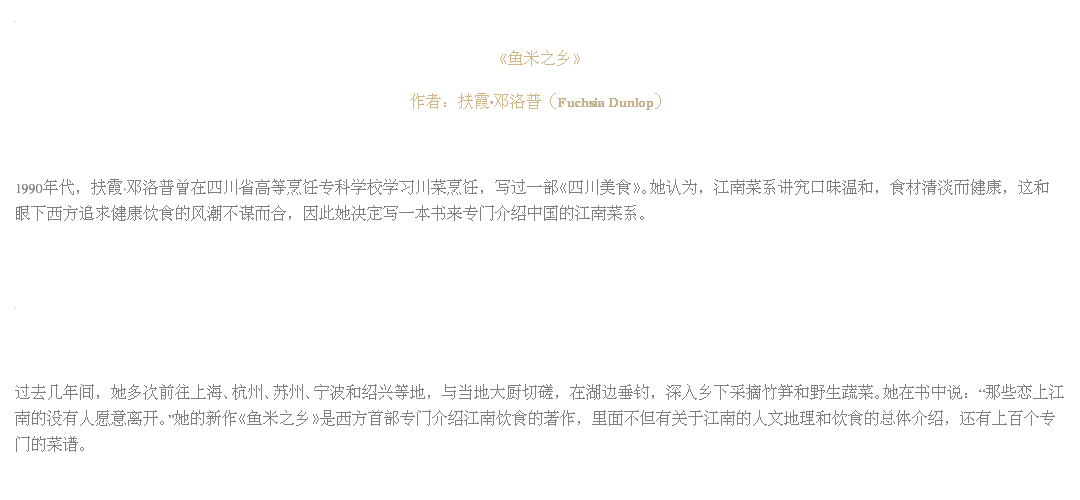 《鱼米之乡》
作者：扶霞·邓洛普（Fuchsia Dunlop）
1990年代，扶霞·邓洛普曾在四川省高等烹饪专科学校学习川菜烹饪，写过一部《四川美食》。她认为，江南菜系讲究口味温和，食材清淡而健康，这和
眼下西方追求健康饮食的风潮不谋而合，因此她决定写一本书来专门介绍中国的江南菜系。
过去几年间，她多次前往上海、杭州、苏州、宁波和绍兴等地，与当地大厨切磋，在湖边垂钓，深入乡下采摘竹笋和野生蔬菜。她在书中说：“那些恋上江
南的没有人愿意离开。”她的新作《鱼米之乡》是西方首部专门介绍江南饮食的著作，里面不但有关于江南的人文地理和饮食的总体介绍，还有上百个专
门的菜谱。